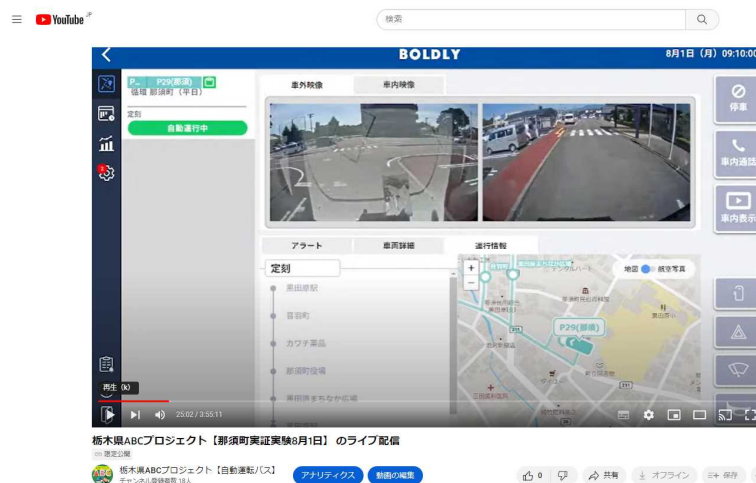 YouTube JP
検索
BOLDLY
8月1日（月）09:10:00
P... P29(那須)
循環 那須町（平日）
定刻
自動運行中
車外映像
車内映像
停車
車内通話
車内表示
アラート
車両詳細
運行情報
定刻
黒田原駅
音羽町
カワチ薬品
那須町役場
黒田原まちなか広場
地図
航空写真
P29(那須)
再生 (k)
25:02 / 3:55:11
栃木県ABCプロジェクト【那須町実証実験8月1日】 のライブ配信
限定公開
栃木県ABCプロジェクト【自動運転バス】
チャンネル登録者数 18人
アナリティクス
動画の編集
0
共有
オフライン
保存